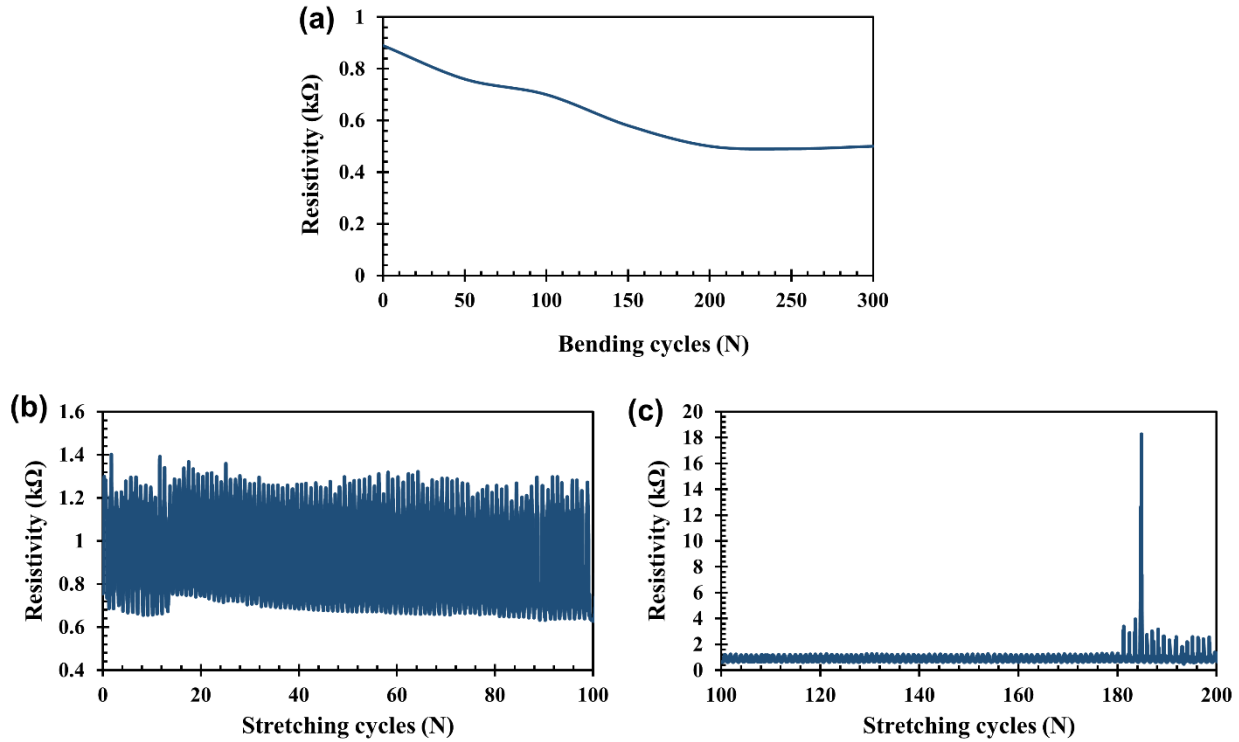 (a)
1
0.8
0.6
0.4
0.2
0
Resistivity (kΩ)
0 50 100 150 200 250 300
Bending cycles (N)
(b)
1.6
1.4
1.2
1
0.8
0.6
0.4
Resistivity (kΩ)
0 20 40 60 80 100
Stretching cycles (N)
(c)
20
18
16
14
12
10
8
6
4
2
0
Resistivity (kΩ)
100 120 140 160 180 200
Stretching cycles (N)